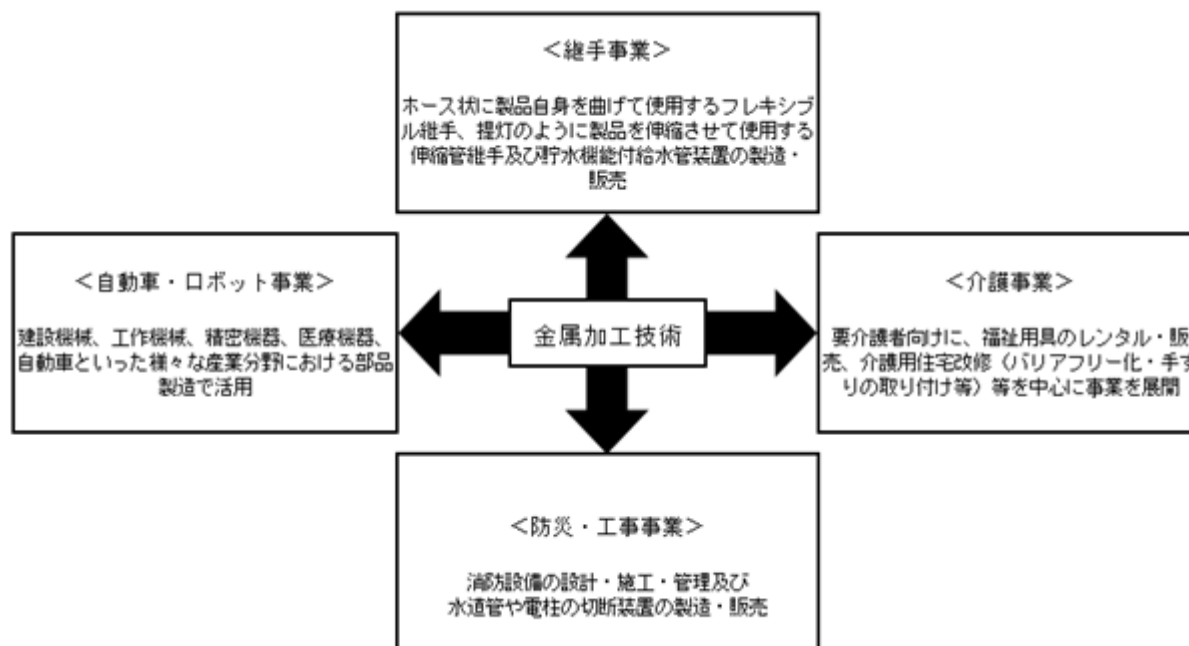 ＜継手事業＞
ホース状に製品自身を曲げて使用するフレキシブ
ル継手、提灯のように製品を伸縮させて使用する
伸縮管継手及び貯水機能付給水管装置の製造・
販売
＜自動車・ロボット事業＞
建設機械、工作機械、精密機器、医療機器、
自動車といった様々な産業分野における部品
製造で活用
金属加工技術
＜介護事業＞
要介護者向けに、福祉用具のレンタル・販
売、介護用住宅改修（バリアフリー化・手す
りの取り付け等）等を中心に事業を展開
＜防災・工事事業＞
消防設備の設計・施工・管理及び
水道管や電柱の切断装置の製造・販売